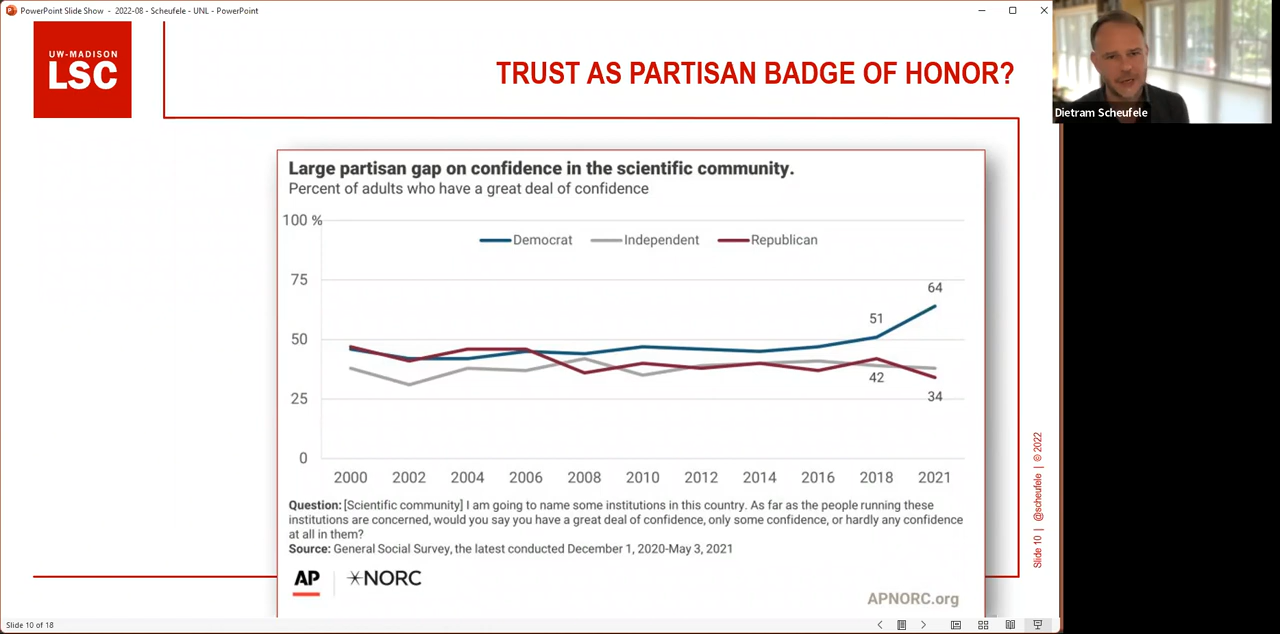 PowerPoint Slide Show - 2022-08 - Scheufele - UNL - PowerPoint
UW-MADISON
LSC
TRUST AS PARTISAN BADGE OF HONOR?
Dietram Scheufele
Large partisan gap on confidence in the scientific community.
Percent of adults who have a great deal of confidence
100 %
Democrat Independent Republican
75
64
51
50
42
34
25
0
2000 2002 2004 2006 2008 2010 2012 2014 2016 2018 2021
Question: [Scientific community] I am going to name some institutions in this country. As far as the people running these
institutions are concerned, would you say you have a great deal of confidence, only some confidence, or hardly any confidence
at all in them?
Source: General Social Survey, the latest conducted December 1, 2020-May 3, 2021
AP NORC
APNORC.org
Slide 10 | @scheufele | © 2022
Slide 10 of 18